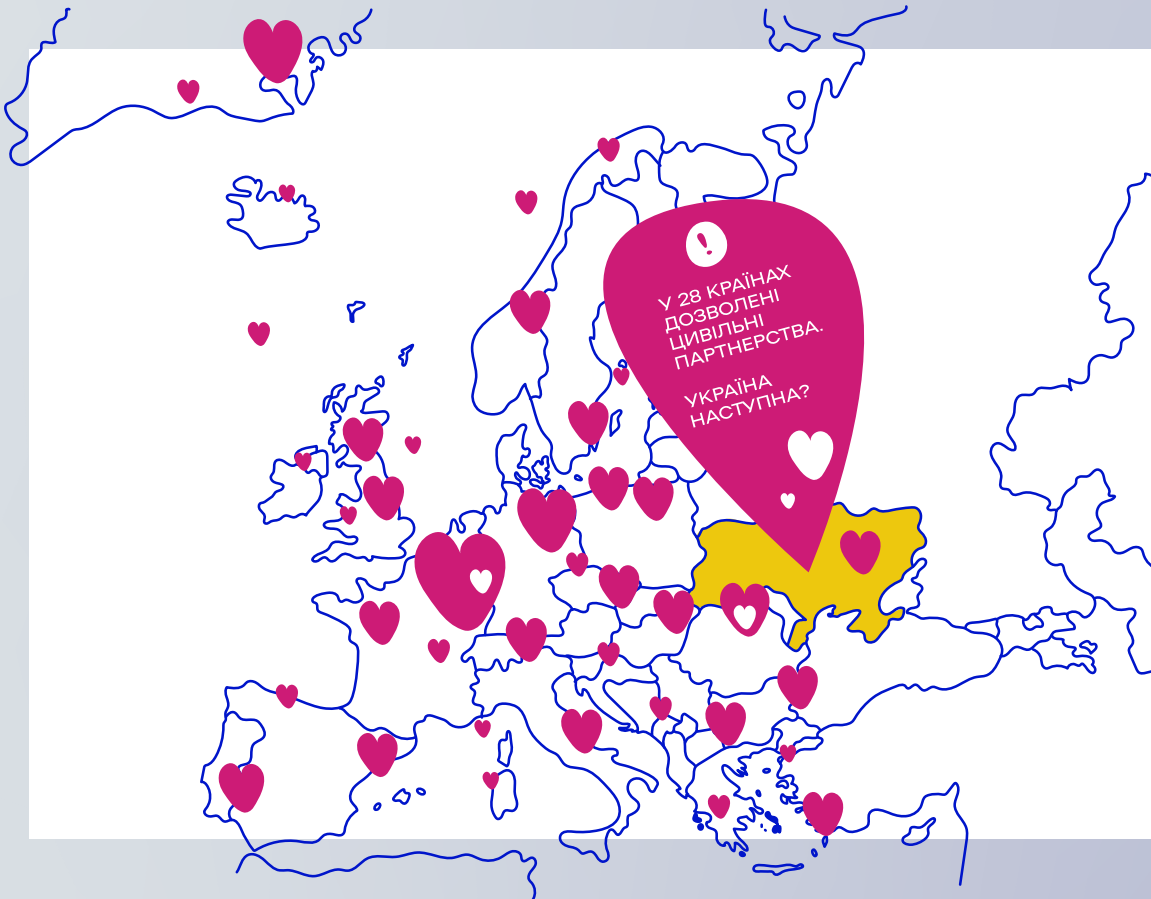 !
У 28 КРАЇНАХ
ДОЗВОЛЕНІ
ЦИВІЛЬНІ
ПАРТНЕРСТВА.
УКРАЇНА
НАСТУПНА?